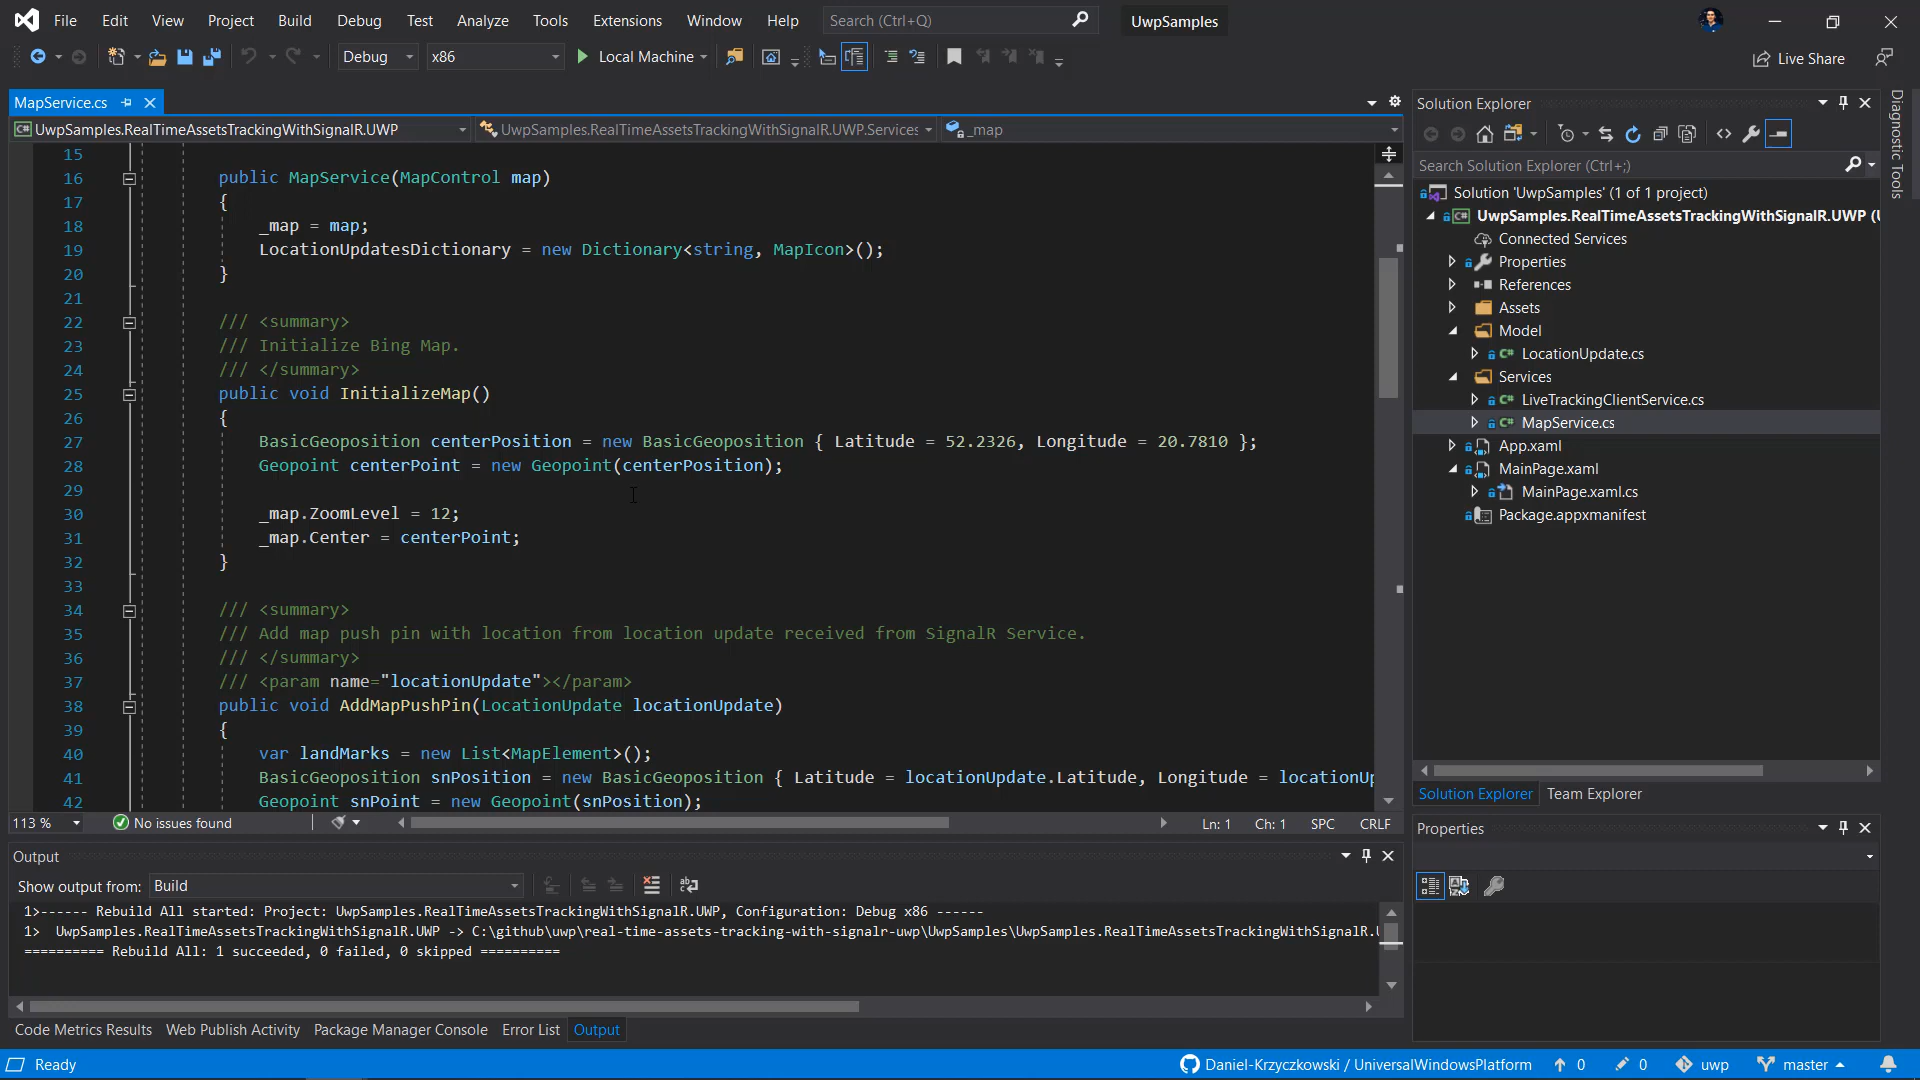 File Edit View Project Build Debug Test Analyze Tools Extensions Window Help Search (Ctrl+Q) UwpSamples
Debug x86 Local Machine Live Share
MapService.cs
UwpSamples.RealTimeAssetsTrackingWithSignalR.UWP UwpSamples.RealTimeAssetsTrackingWithSignalR.UWP.Services _map
15
16 public MapService(MapControl map)
17 {
18 _map = map;
19 LocationUpdatesDictionary = new Dictionary<string, MapIcon>();
20 }
21
22 /// <summary>
23 /// Initialize Bing Map.
24 /// </summary>
25 public void InitializeMap()
26 {
27 BasicGeoposition centerPosition = new BasicGeoposition { Latitude = 52.2326, Longitude = 20.7810 };
28 Geopoint centerPoint = new Geopoint(centerPosition);
29
30 _map.ZoomLevel = 12;
31 _map.Center = centerPoint;
32 }
33
34 /// <summary>
35 /// Add map push pin with location from location update received from SignalR Service.
36 /// </summary>
37 /// <param name="locationUpdate"></param>
38 public void AddMapPushPin(LocationUpdate locationUpdate)
39 {
40 var landMarks = new List<MapElement>();
41 BasicGeoposition snPosition = new BasicGeoposition { Latitude = locationUpdate.Latitude, Longitude = locationUp
42 Geopoint snPoint = new Geopoint(snPosition);
113 % No issues found Ln: 1 Ch: 1 SPC CRLF
Output
Show output from: Build
1>------ Rebuild All started: Project: UwpSamples.RealTimeAssetsTrackingWithSignalR.UWP, Configuration: Debug x86 ------
1> UwpSamples.RealTimeAssetsTrackingWithSignalR.UWP -> C:\github\uwp\real-time-assets-tracking-with-signalr-uwp\UwpSamples\UwpSamples.RealTimeAssetsTrackingWithSignalR.U
========== Rebuild All: 1 succeeded, 0 failed, 0 skipped ==========
Code Metrics Results Web Publish Activity Package Manager Console Error List Output
Solution Explorer
Search Solution Explorer (Ctrl+;)
Solution 'UwpSamples' (1 of 1 project)
UwpSamples.RealTimeAssetsTrackingWithSignalR.UWP (U
Connected Services
Properties
References
Assets
Model
LocationUpdate.cs
Services
LiveTrackingClientService.cs
MapService.cs
App.xaml
MainPage.xaml
MainPage.xaml.cs
Package.appxmanifest
Solution Explorer Team Explorer
Properties
Diagnostic Tools
Ready Daniel-Krzyczkowski / UniversalWindowsPlatform 0 0 uwp master